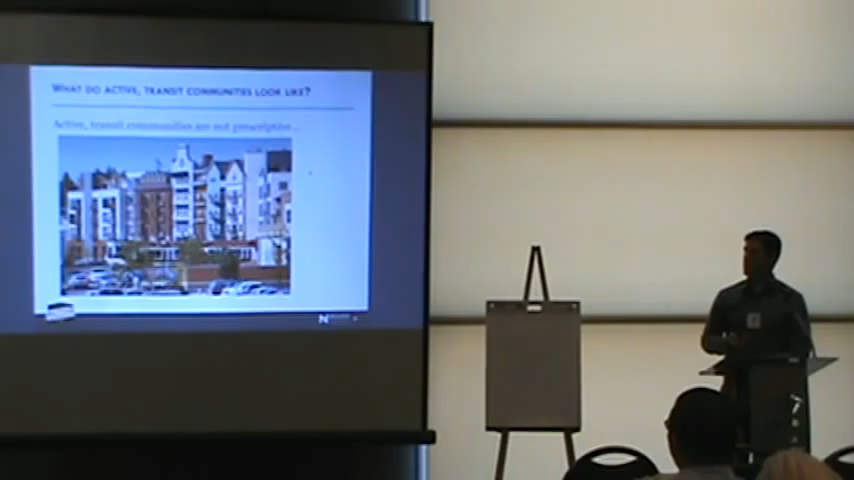 WHAT DO ACTIVE, TRANSIT COMMUNITIES LOOK LIKE?
Active, transit communities are not prescriptive...
N